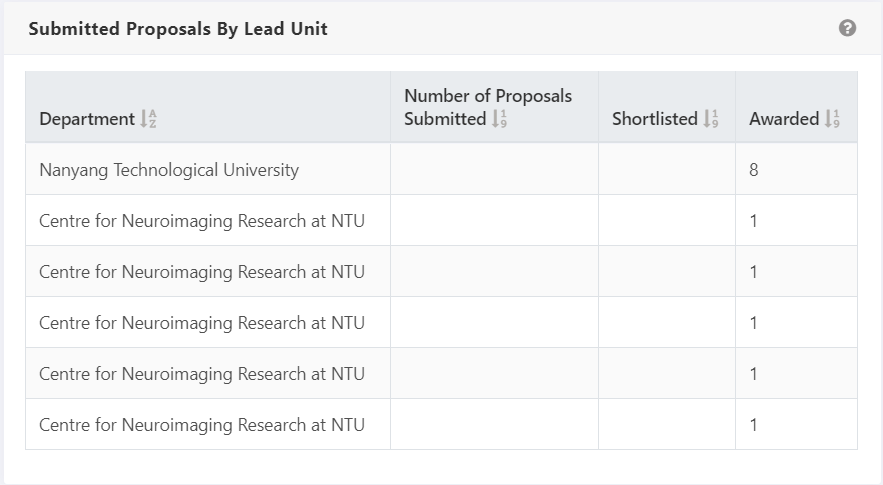 Submitted Proposals By Lead Unit
Number of Proposals
Department Submitted Shortlisted Awarded
Nanyang Technological University 8
Centre for Neuroimaging Research at NTU 1
Centre for Neuroimaging Research at NTU 1
Centre for Neuroimaging Research at NTU 1
Centre for Neuroimaging Research at NTU 1
Centre for Neuroimaging Research at NTU 1